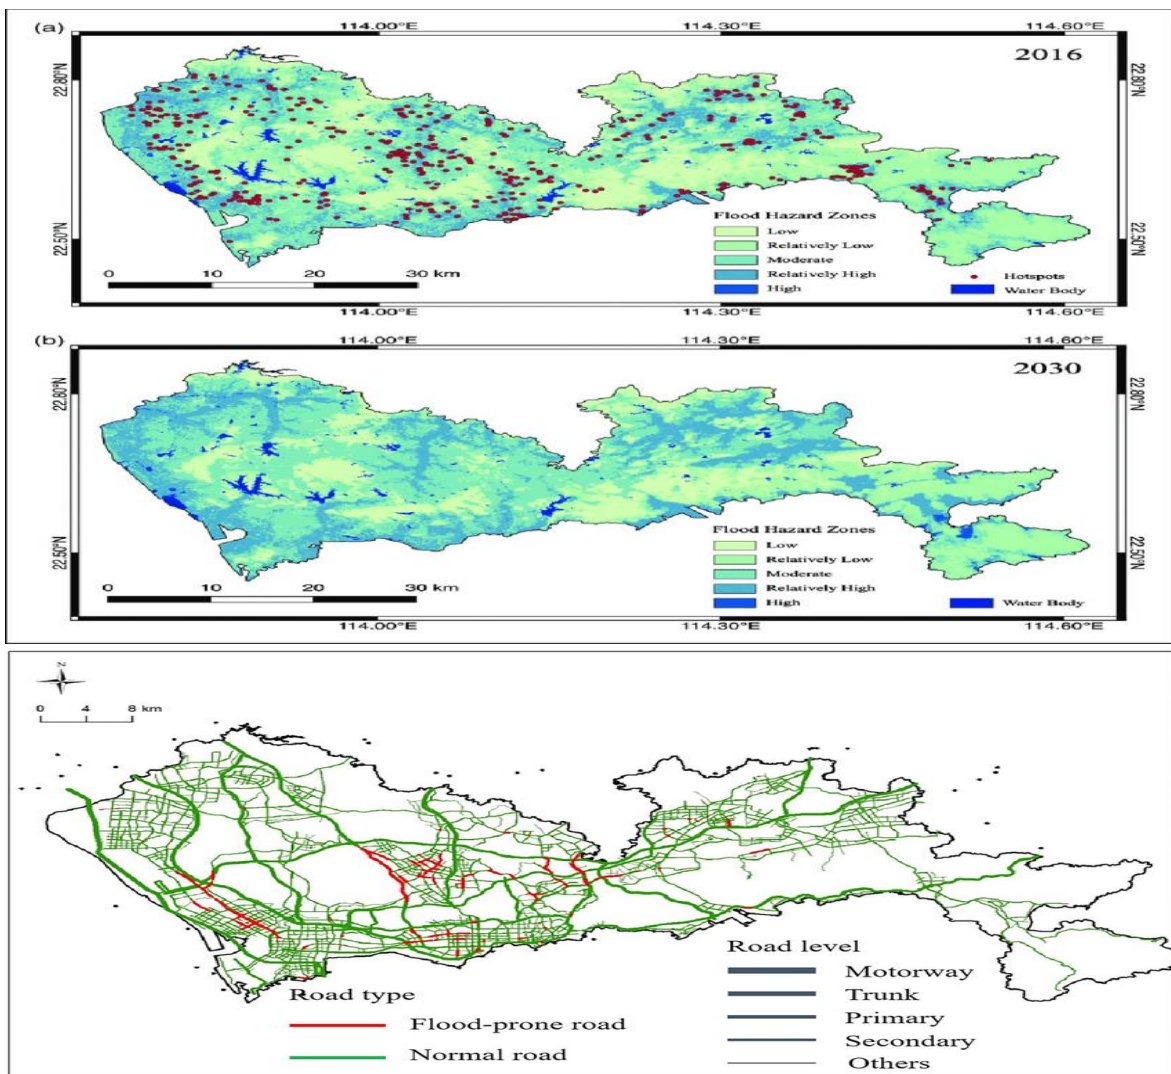 (a)
114.00°E
114.30°E
114.60°E
2016
22.80°N
22.80°N
22.50°N
22.50°N
Flood Hazard Zones
Low
Relatively Low
Moderate
Relatively High
High
Hotspots
Water Body
0 10 20 30 km
114.00°E
114.30°E
114.60°E
(b)
114.00°E
114.30°E
114.60°E
2030
22.80°N
22.80°N
22.50°N
22.50°N
Flood Hazard Zones
Low
Relatively Low
Moderate
Relatively High
High
Water Body
0 10 20 30 km
114.00°E
114.30°E
114.60°E
N
0 4 8 km
Road type
Flood-prone road
Normal road
Road level
Motorway
Trunk
Primary
Secondary
Others